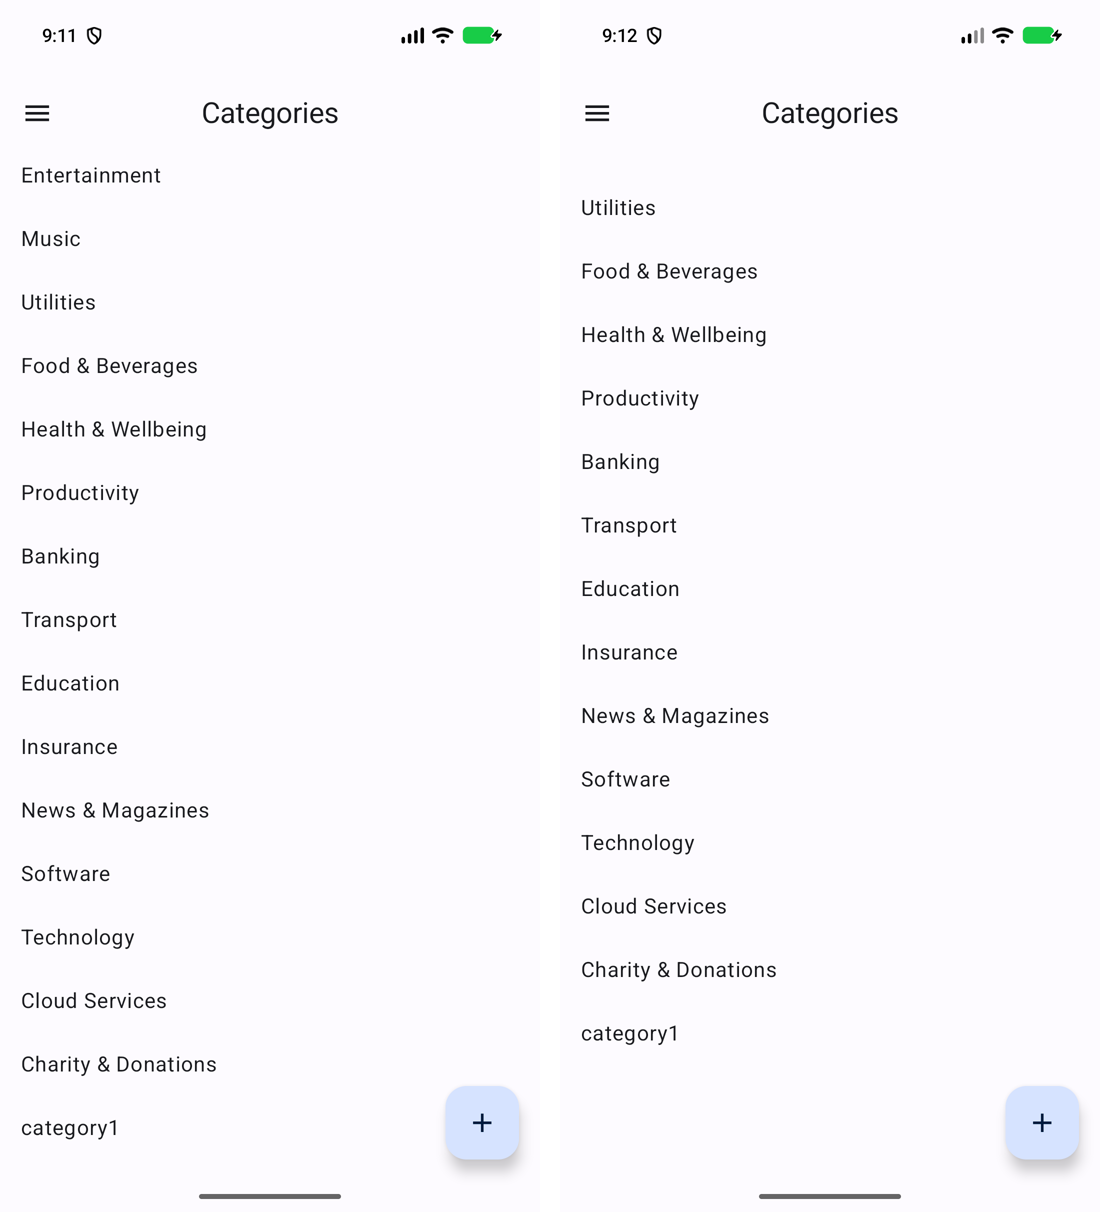 9:11
Categories
Entertainment
Music
Utilities
Food & Beverages
Health & Wellbeing
Productivity
Banking
Transport
Education
Insurance
News & Magazines
Software
Technology
Cloud Services
Charity & Donations
category1
+
9:12
Categories
Utilities
Food & Beverages
Health & Wellbeing
Productivity
Banking
Transport
Education
Insurance
News & Magazines
Software
Technology
Cloud Services
Charity & Donations
category1
+